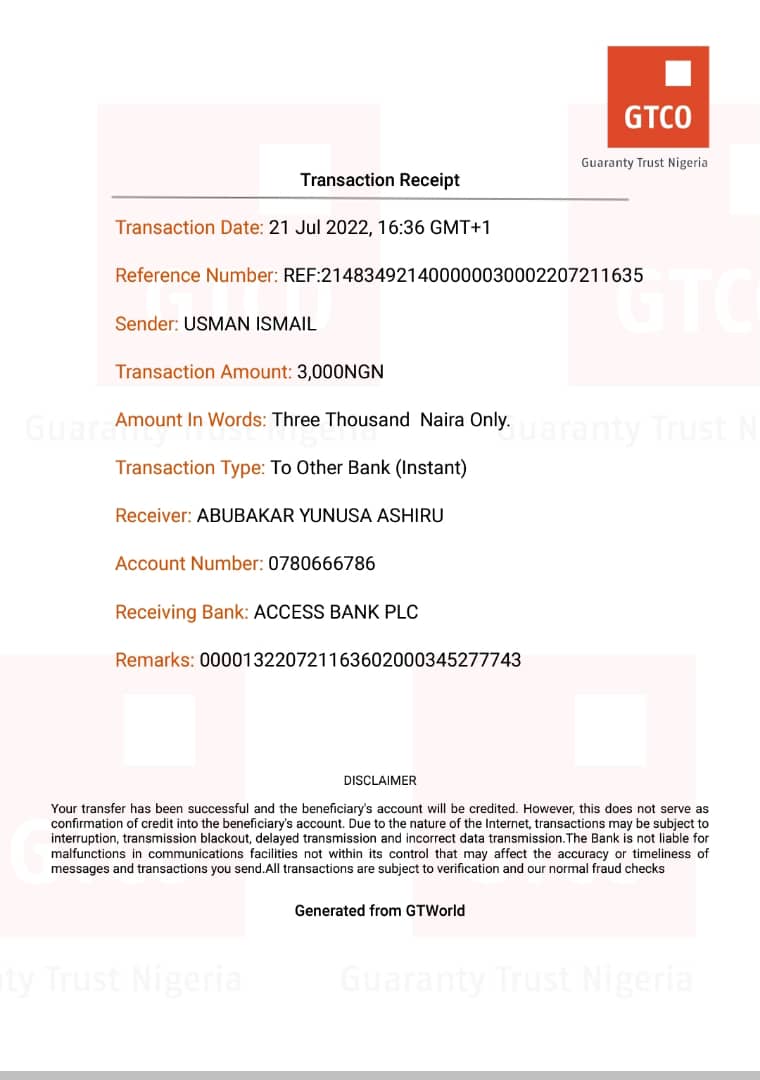 GTCO
Guaranty Trust Nigeria
Transaction Receipt
Transaction Date: 21 Jul 2022, 16:36 GMT+1
Reference Number: REF:214834921400000030002207211635
Sender: USMAN ISMAIL
Transaction Amount: 3,000NGN
Amount In Words: Three Thousand  Naira Only.
Transaction Type: To Other Bank (Instant)
Receiver: ABUBAKAR YUNUSA ASHIRU
Account Number: 0780666786
Receiving Bank: ACCESS BANK PLC
Remarks: 000013220721163602000345277743
DISCLAIMER
Your transfer has been successful and the beneficiary's account will be credited. However, this does not serve as
confirmation of credit into the beneficiary's account. Due to the nature of the Internet, transactions may be subject to
interruption, transmission blackout, delayed transmission and incorrect data transmission.The Bank is not liable for
malfunctions in communications facilities not within its control that may affect the accuracy or timeliness of
messages and transactions you send.All transactions are subject to verification and our normal fraud checks
Generated from GTWorld
Guaranty Trust Nigeria